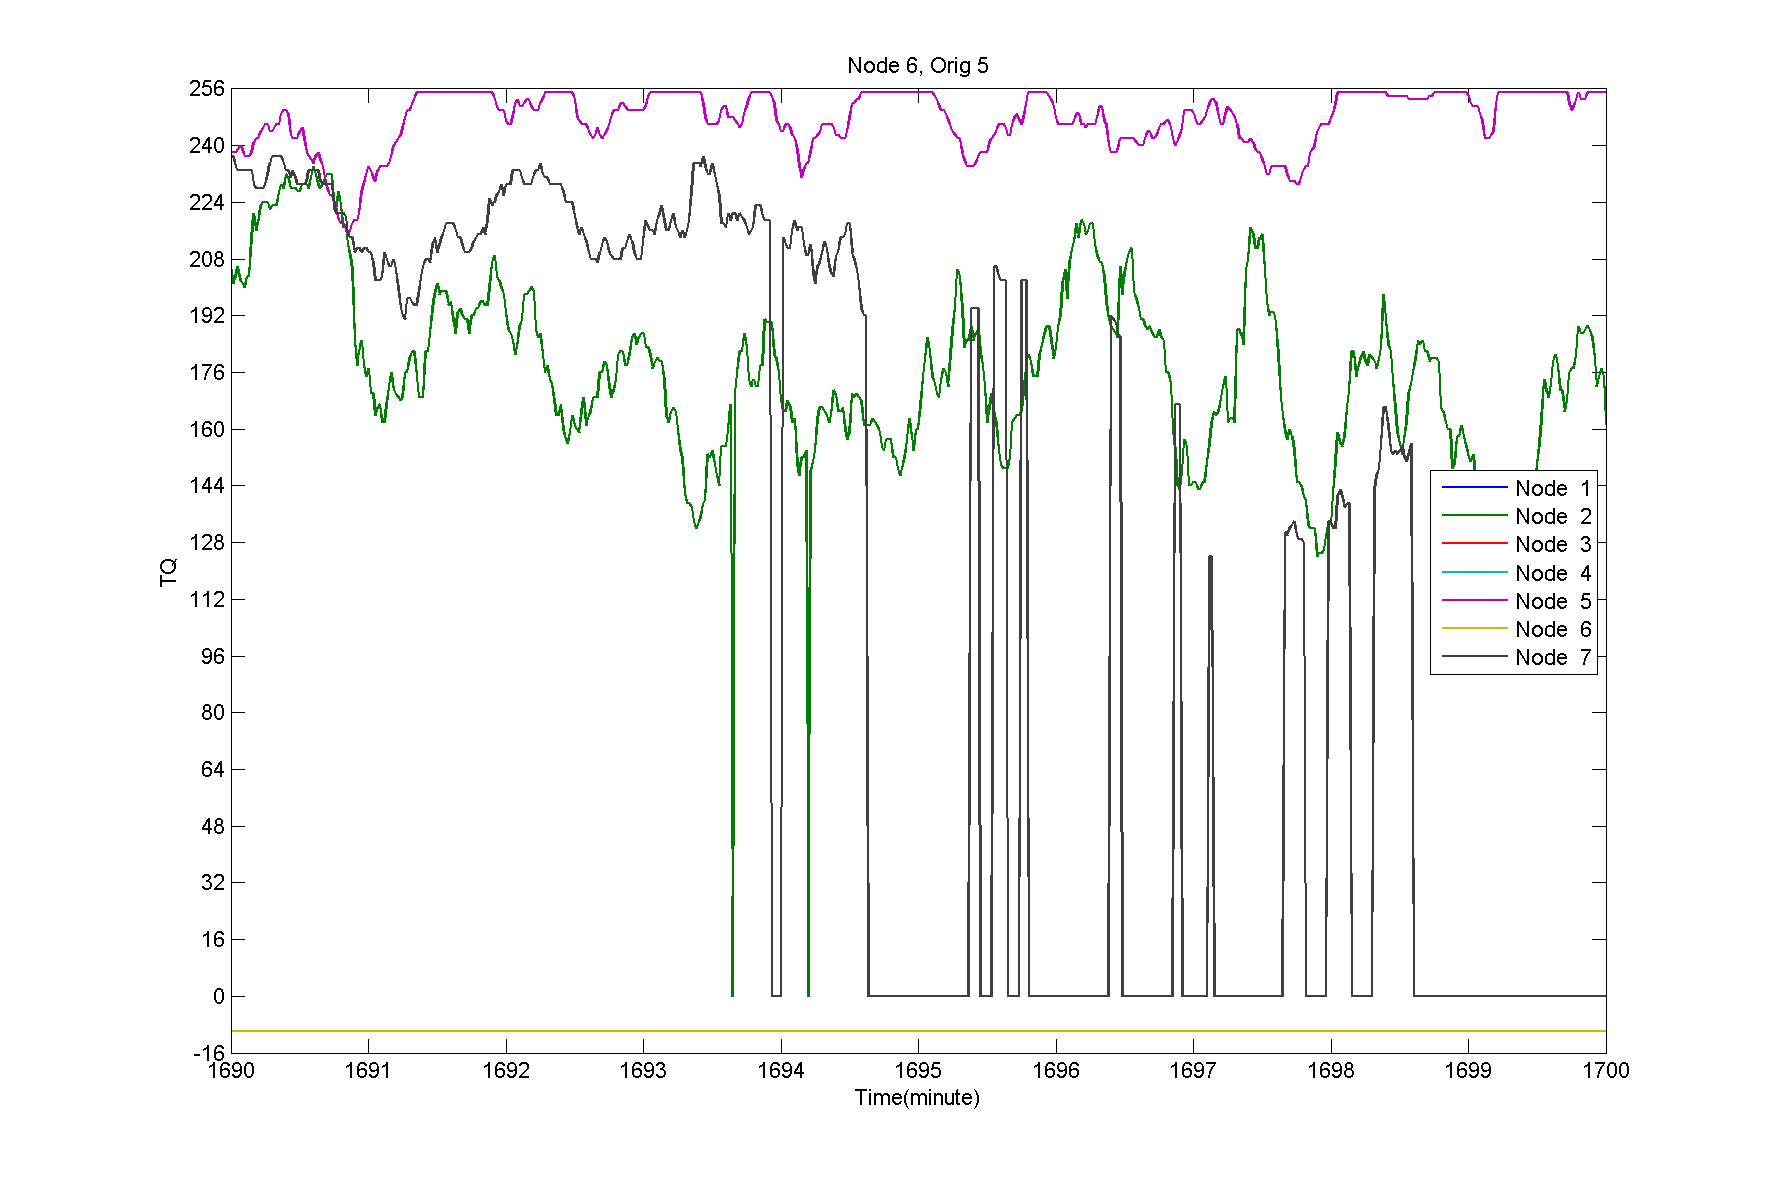 Node 6, Orig 5
256
240
224
208
192
176
160
144
128
112
96
80
64
48
32
16
0
-16
TQ
Node 1
Node 2
Node 3
Node 4
Node 5
Node 6
Node 7
1690 1691 1692 1693 1694 1695 1696 1697 1698 1699 1700
Time(minute)